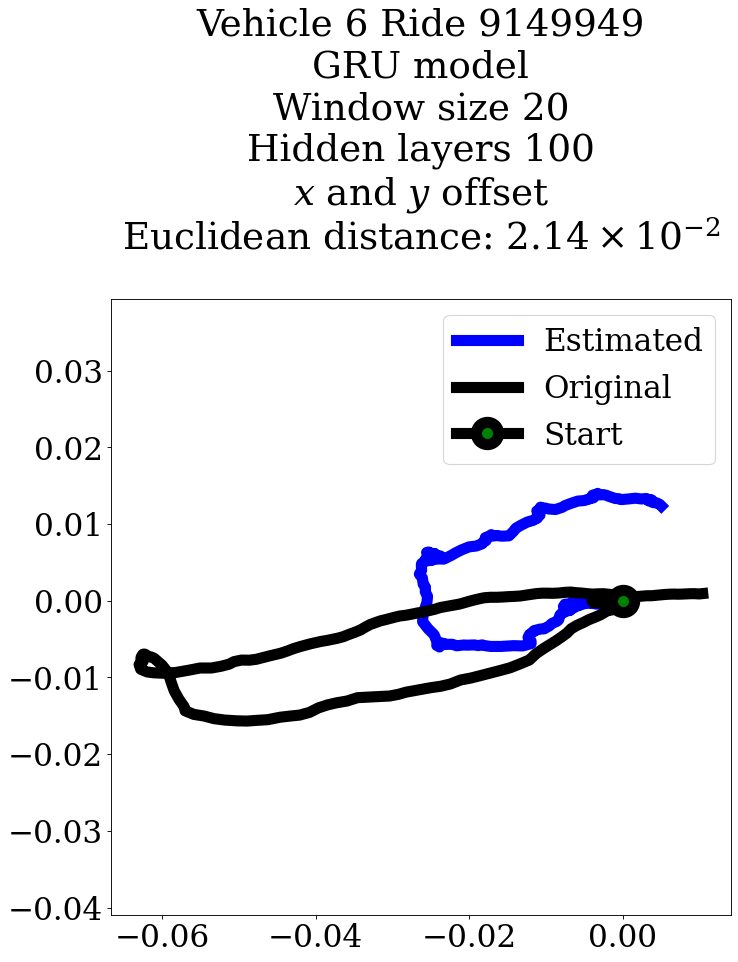 Vehicle 6 Ride 9149949
GRU model
Window size 20
Hidden layers 100
x and y offset
Euclidean distance: 2.14 × 10⁻²
Estimated
Original
Start
0.03
0.02
0.01
0.00
−0.01
−0.02
−0.03
−0.04
−0.06
−0.04
−0.02
0.00